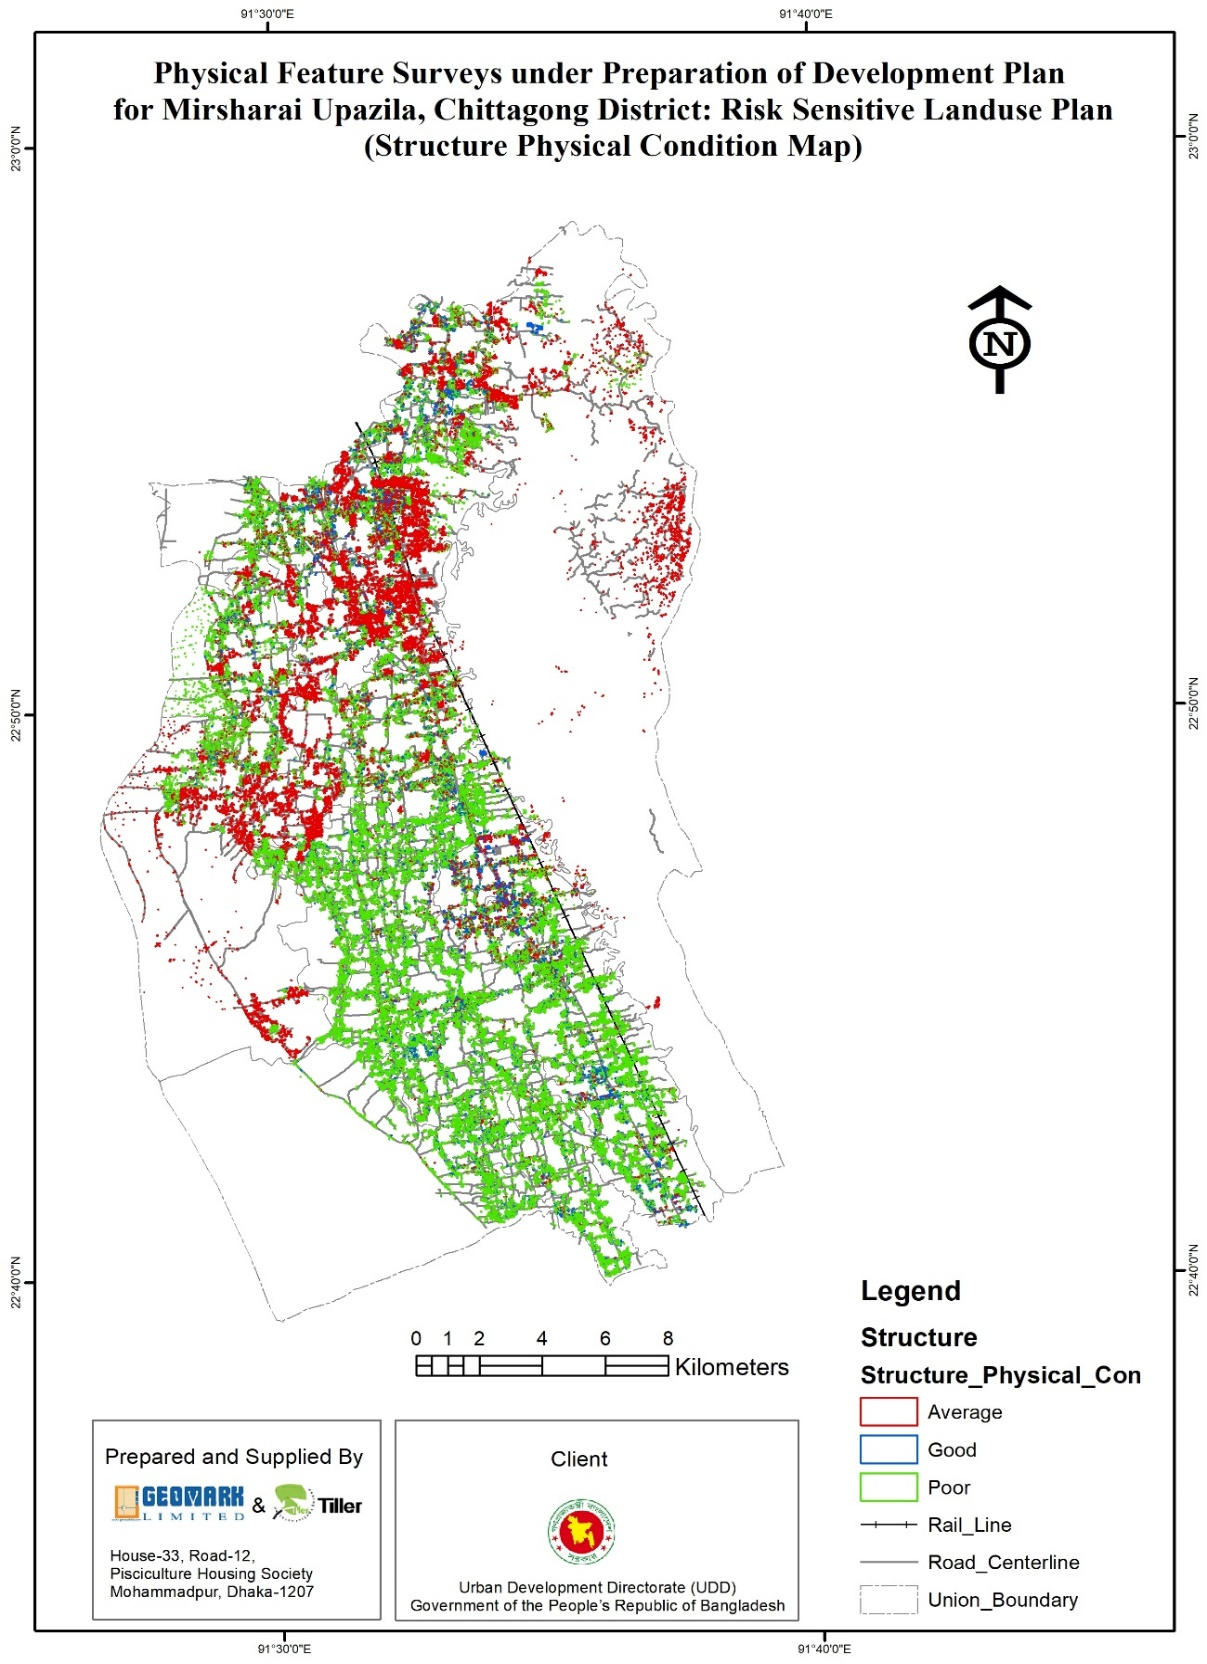 91°30'0"E 91°40'0"E
Physical Feature Surveys under Preparation of Development Plan
for Mirsharai Upazila, Chittagong District: Risk Sensitive Landuse Plan
(Structure Physical Condition Map)
23°0'0"N 23°0'0"N
N
22°50'0"N 22°50'0"N
22°40'0"N 22°40'0"N
0 1 2 4 6 8
Kilometers
Legend
Structure
Structure_Physical_Con
Average
Good
Poor
Rail_Line
Road_Centerline
Union_Boundary
Prepared and Supplied By
GEOMARK
LIMITED
&
Tiller
House-33, Road-12,
Pisciculture Housing Society
Mohammadpur, Dhaka-1207
Client
গণপ্রজাতন্ত্রী বাংলাদেশ
সরকার
Urban Development Directorate (UDD)
Government of the People's Republic of Bangladesh
91°30'0"E 91°40'0"E